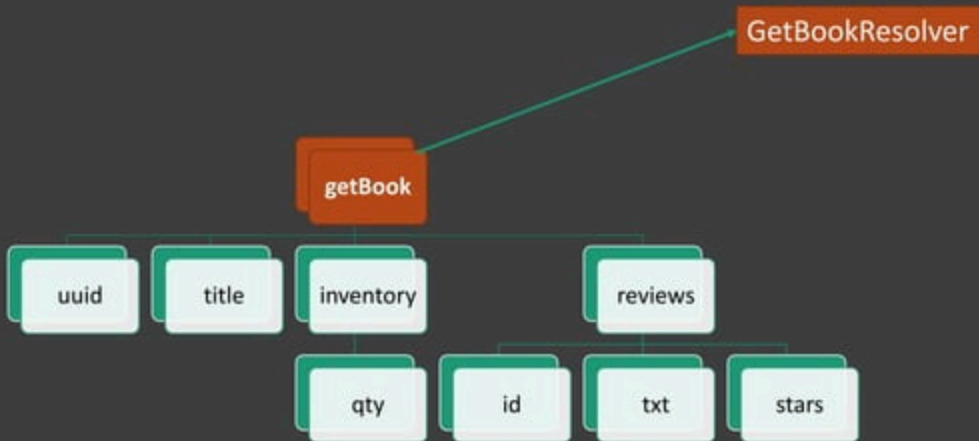 GetBookResolver
getBook
uuid
title
inventory
reviews
qty
id
txt
stars